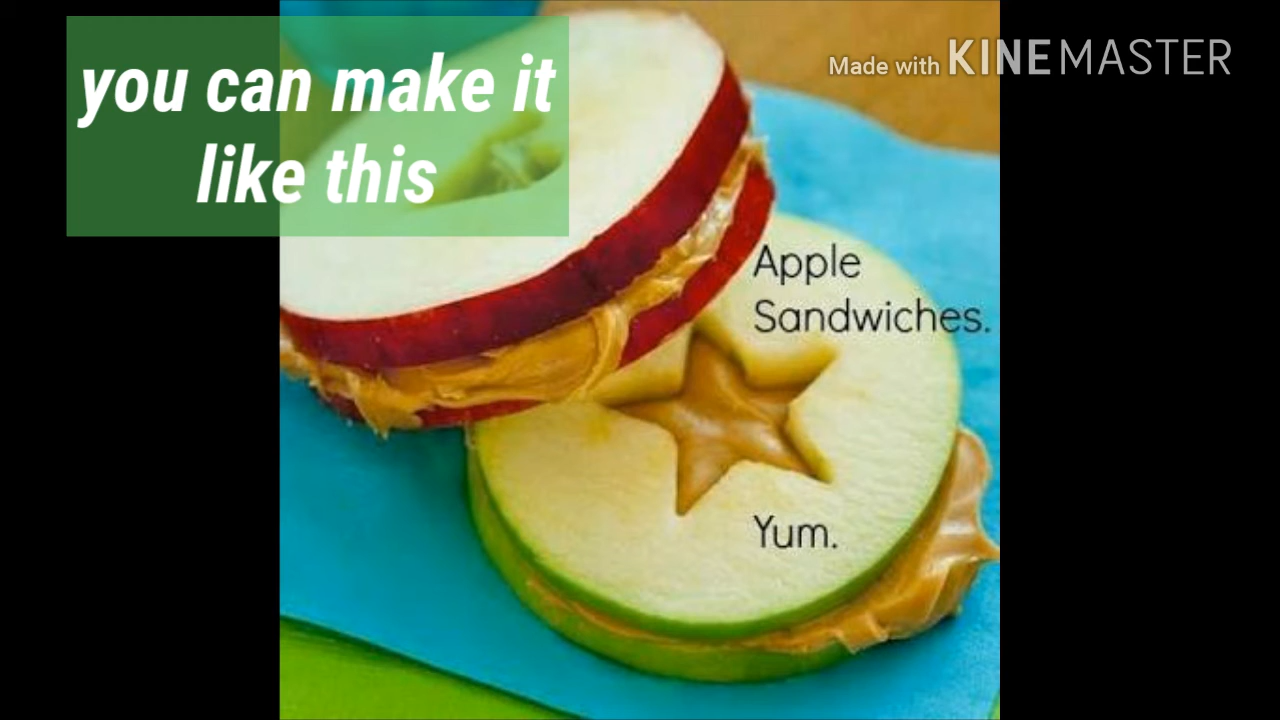 you can make it
like this
Made with KINEMASTER
Apple
Sandwiches.
Yum.